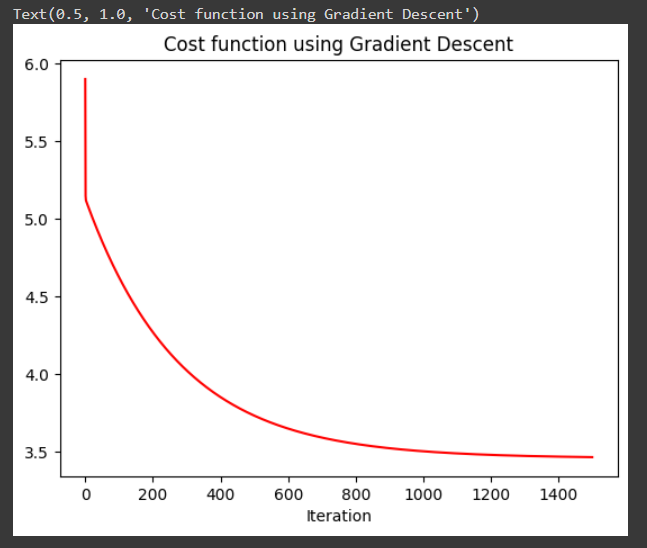 Text(0.5, 1.0, 'Cost function using Gradient Descent')
Cost function using Gradient Descent
6.0
5.5
5.0
4.5
4.0
3.5
0 200 400 600 800 1000 1200 1400
Iteration